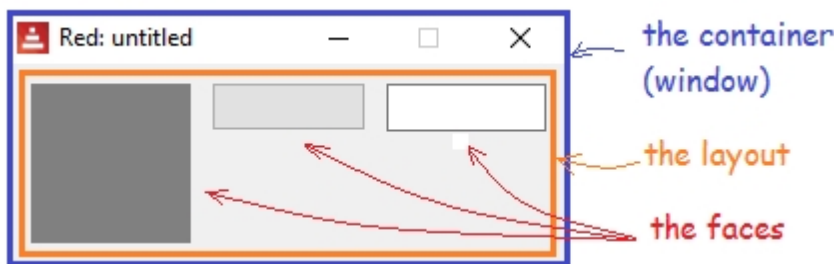 Red: untitled
the container
(window)
the layout
the faces